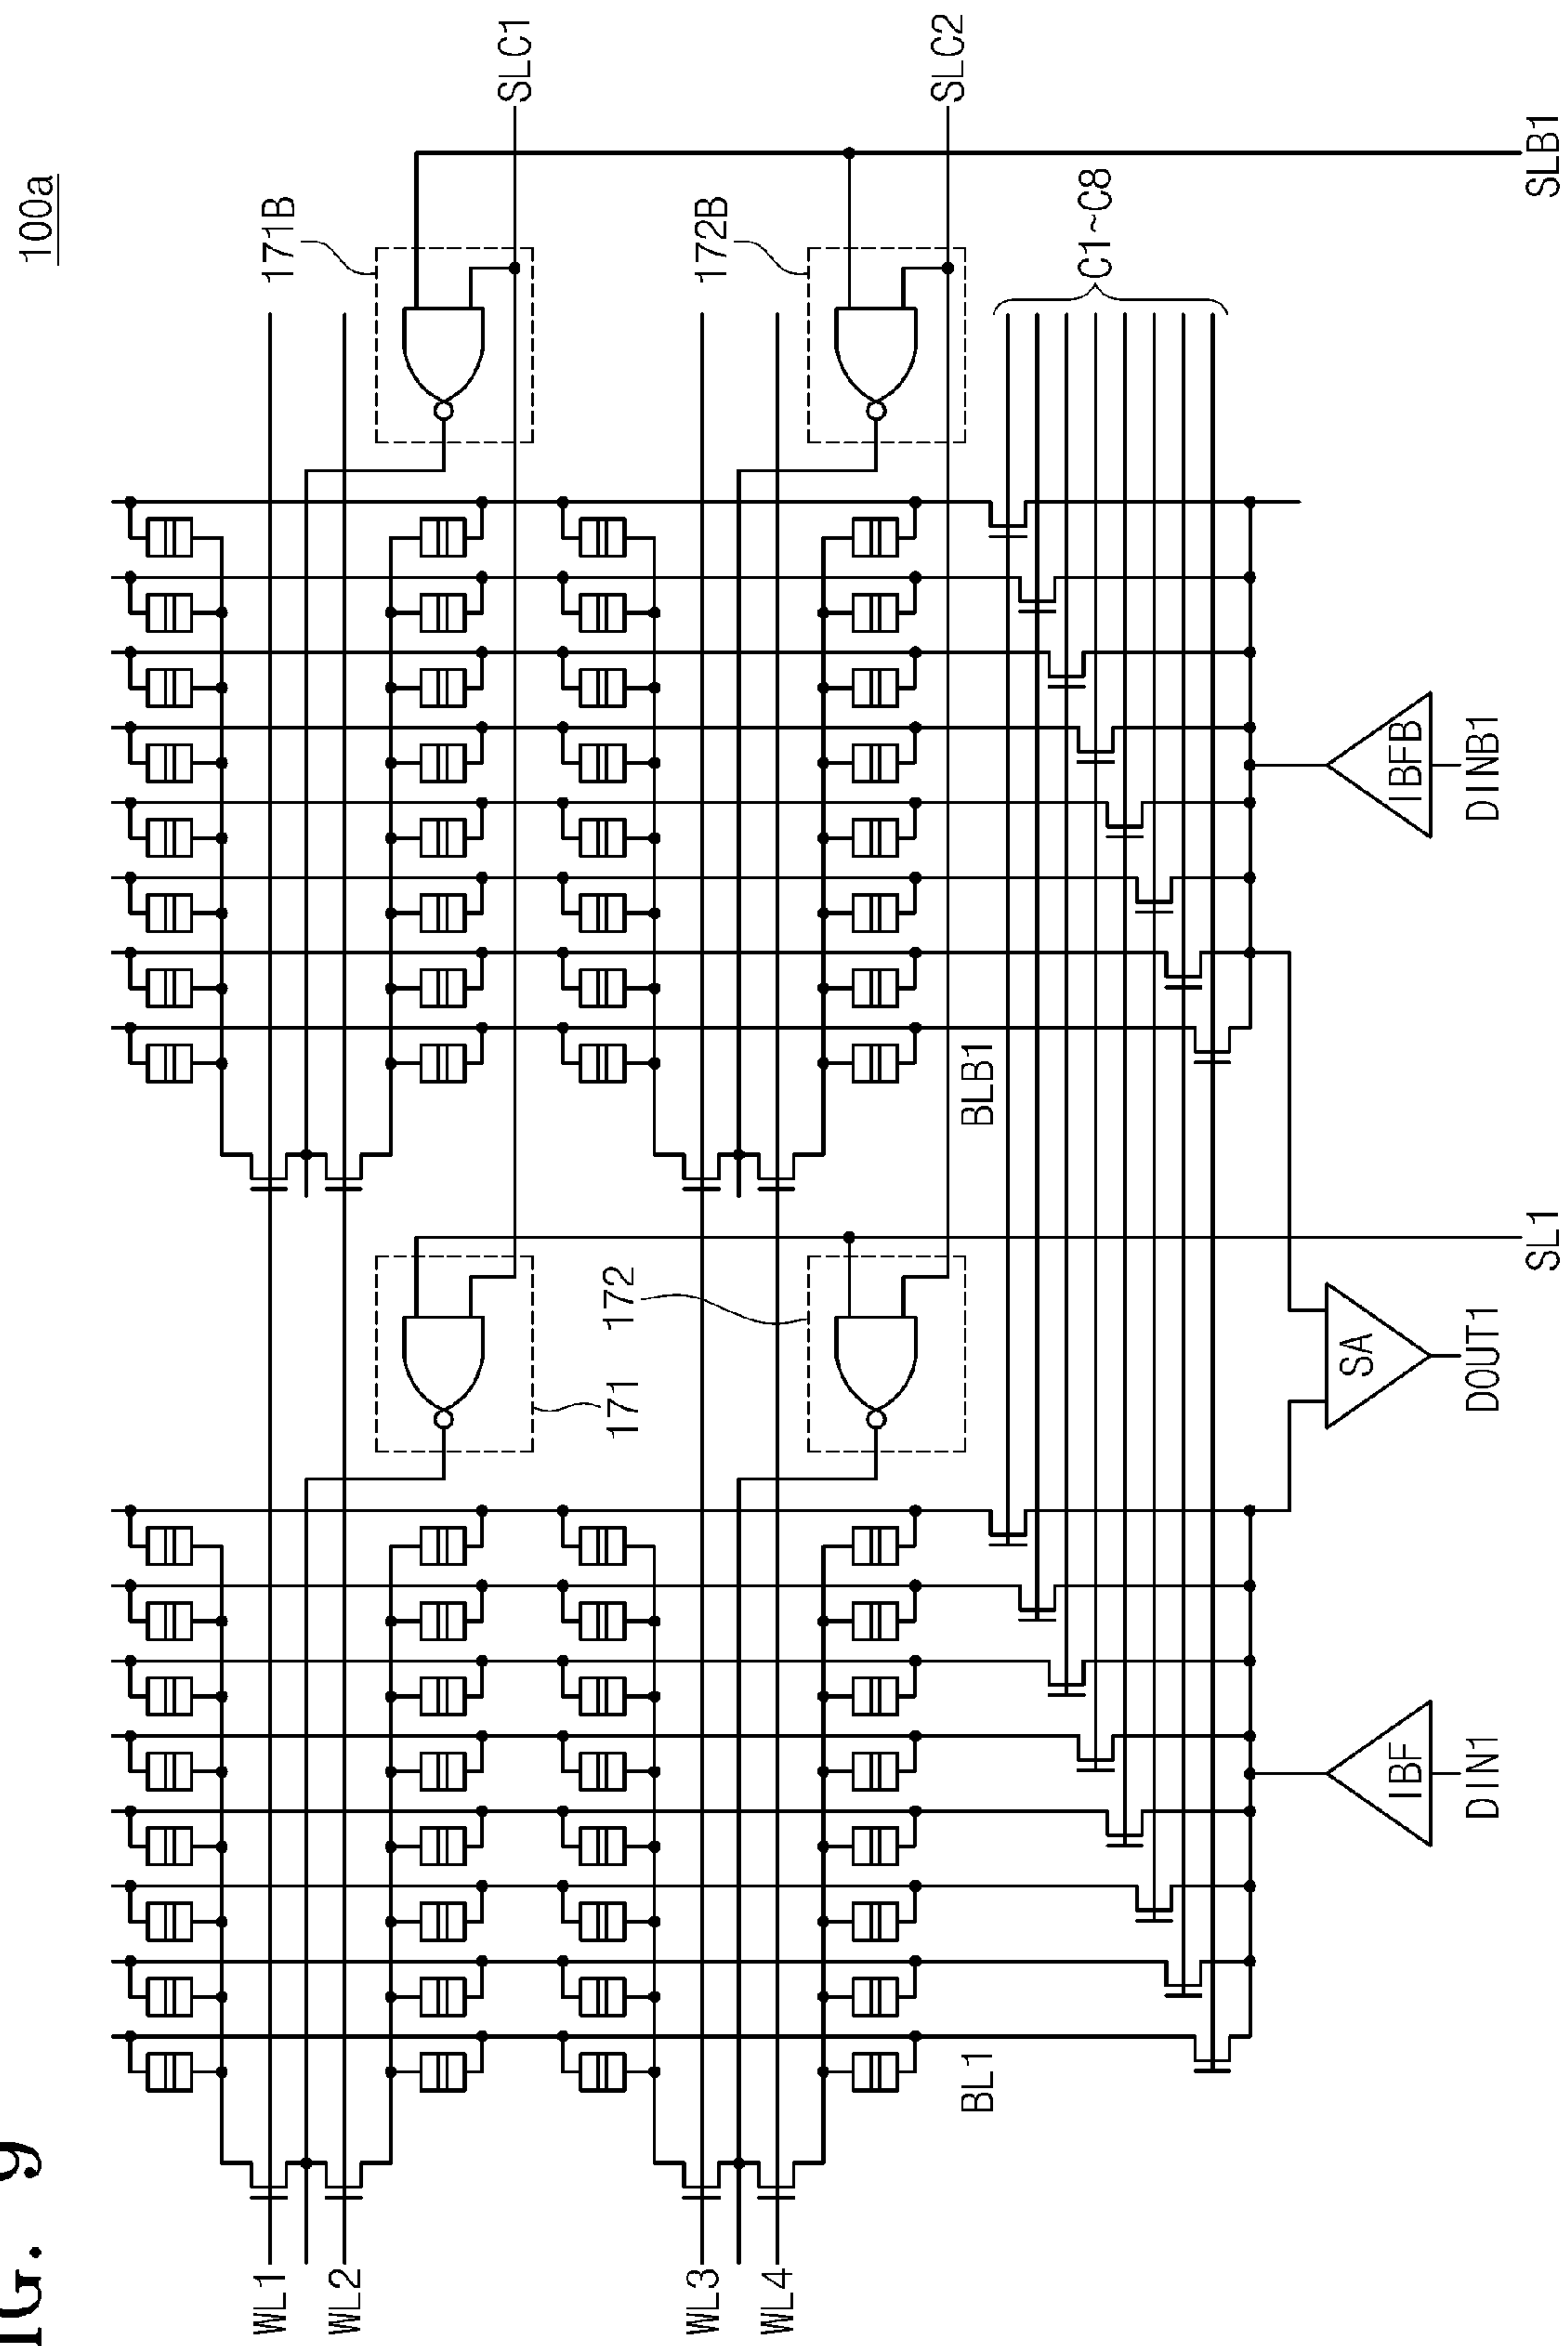 IG. 9
100a
WL1
WL2
WL3
WL4
171B
172B
SLC1
SLC2
C1~C8
171
172
BL1
BLB1
IBF
DIN1
SA
DOUT1
IBFB
DINB1
SL1
SLB1